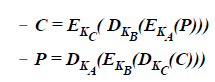 – C = E_{K_C}( D_{K_B}(E_{K_A}(P)))
– P = D_{K_A}(E_{K_B}(D_{K_C}(C)))